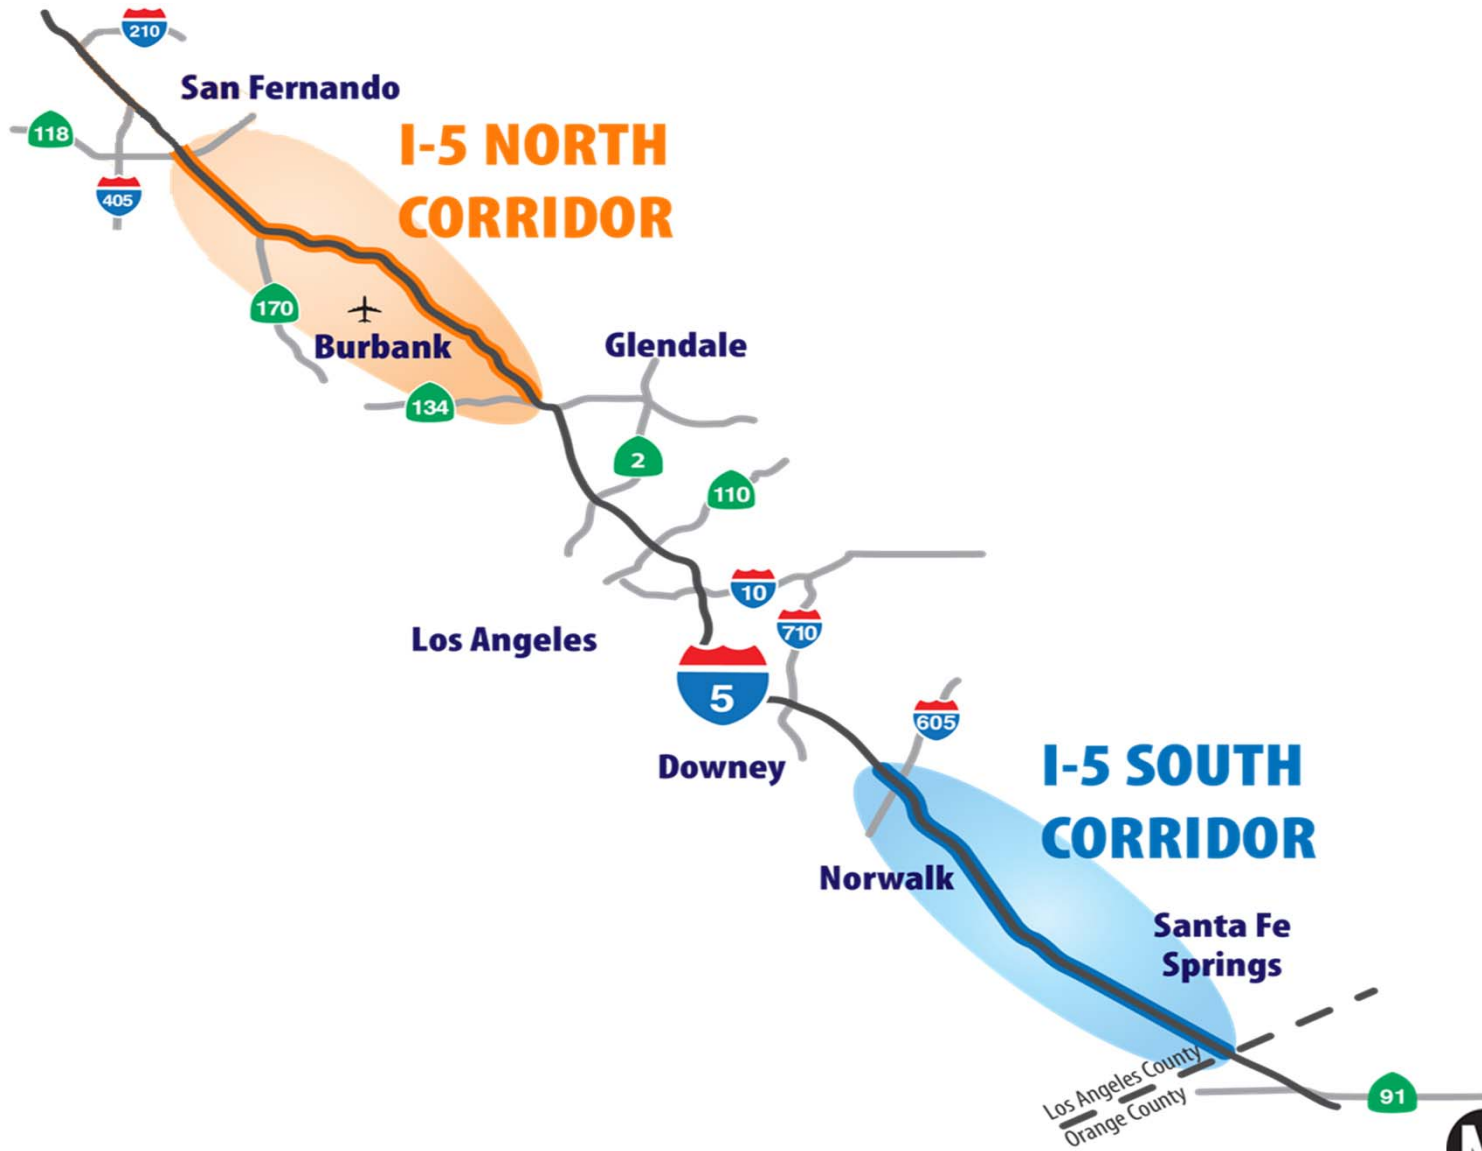 210
San Fernando
118
I-5 NORTH
CORRIDOR
405
170
Burbank
Glendale
134
2
110
10
710
Los Angeles
5
605
Downey
I-5 SOUTH
CORRIDOR
Norwalk
Santa Fe
Springs
Los Angeles County
Orange County
91